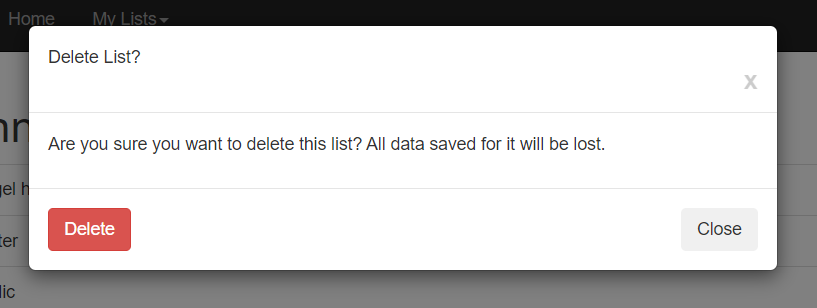 Home My Lists
Delete List?
x
Are you sure you want to delete this list? All data saved for it will be lost.
Delete Close